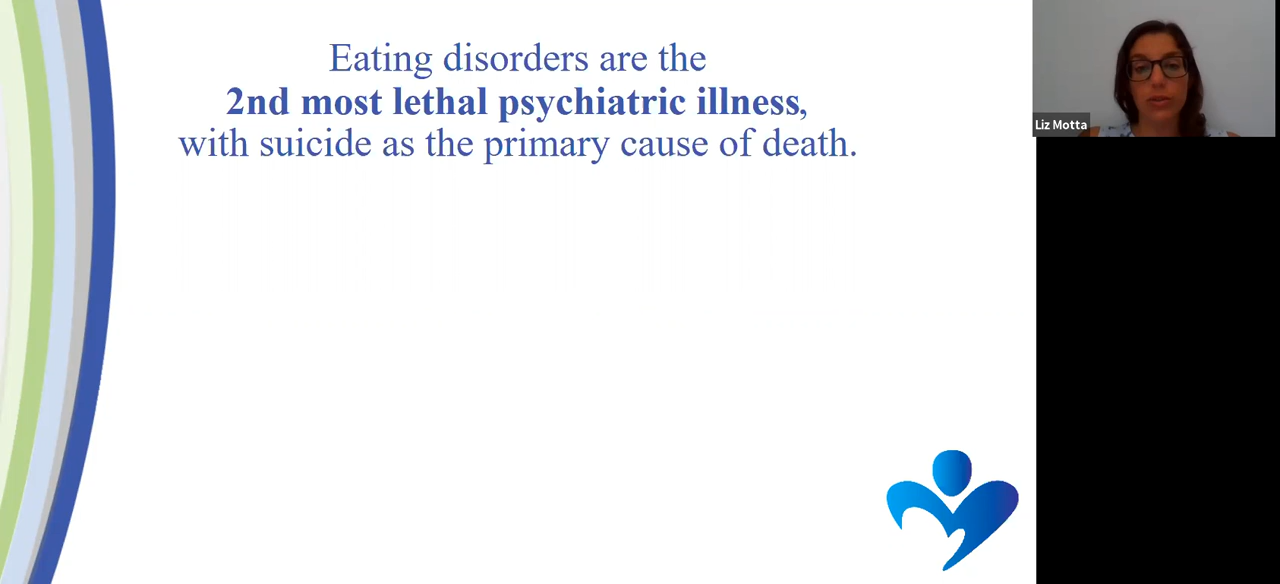 Eating disorders are the
2nd most lethal psychiatric illness,
with suicide as the primary cause of death.
Liz Motta